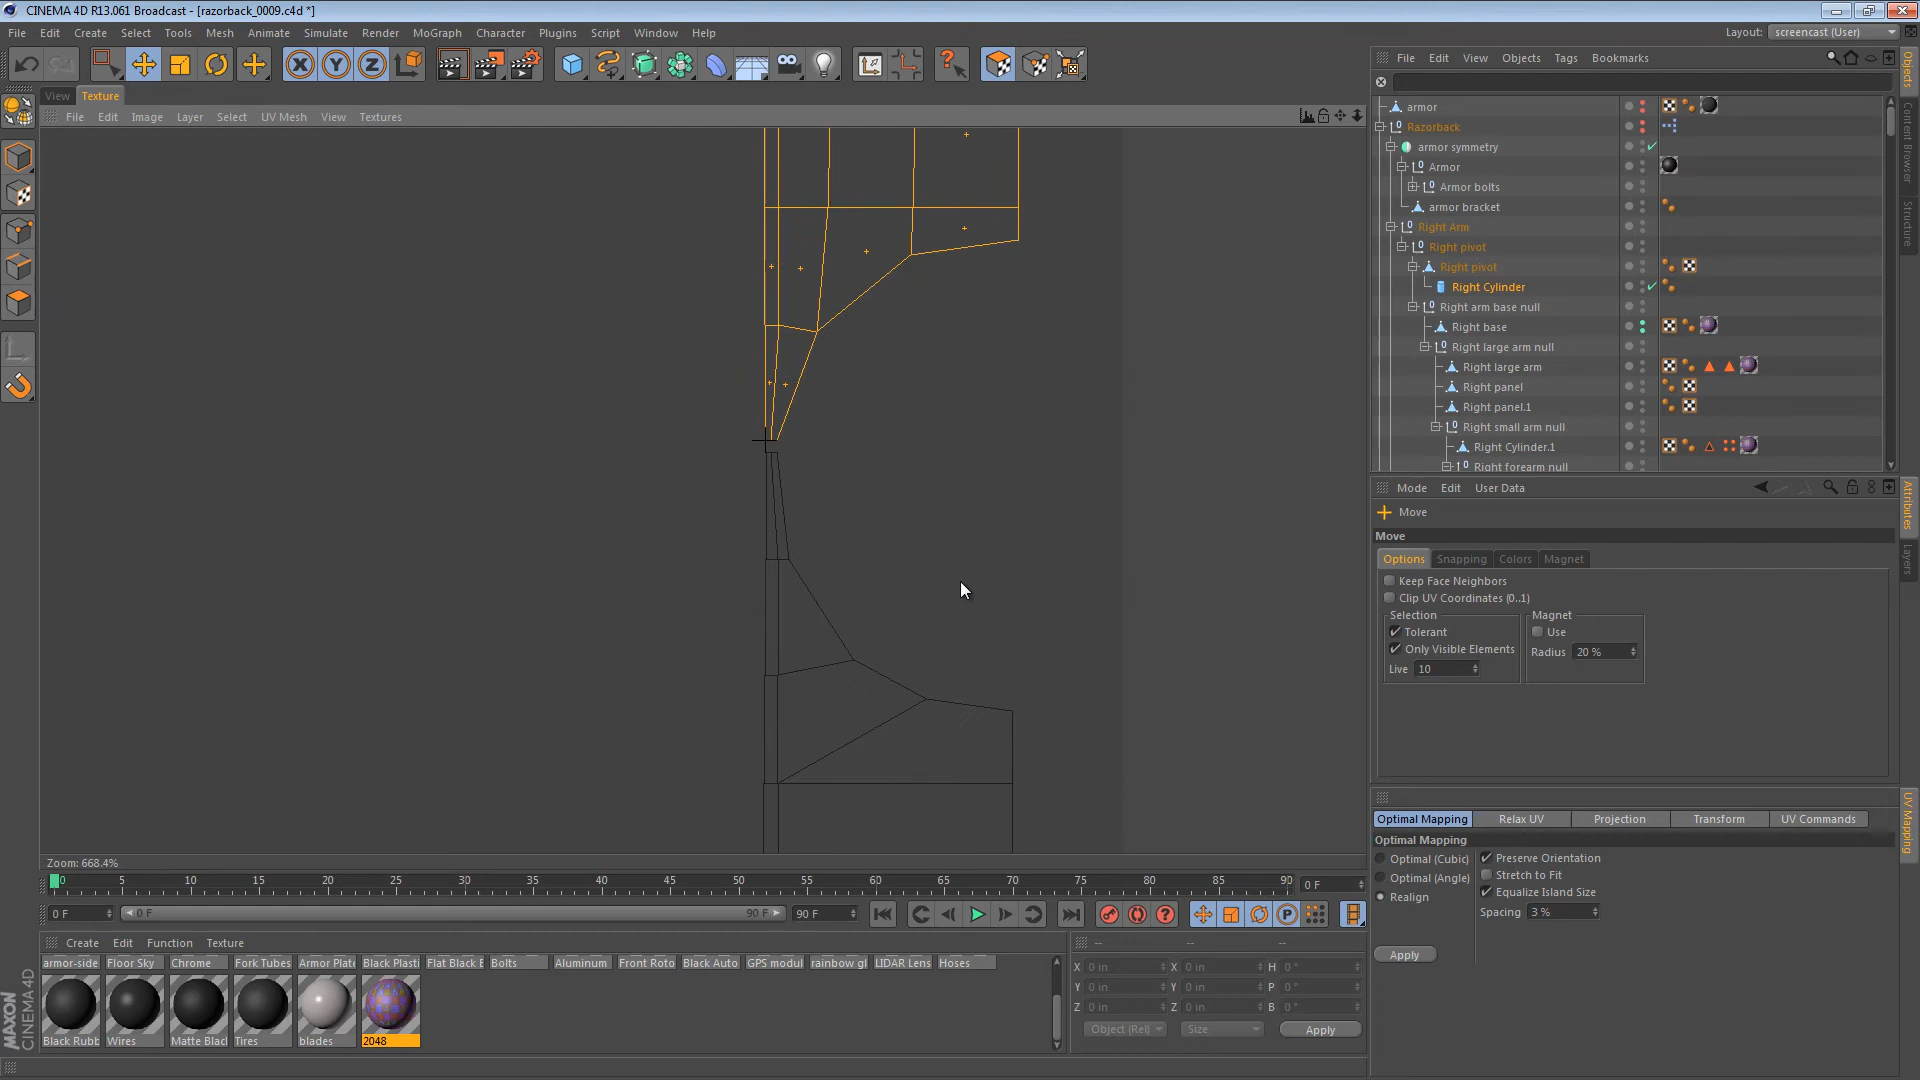 CINEMA 4D R13.061 Broadcast - [razorback_0009.c4d *]
File Edit Create Select Tools Mesh Animate Simulate Render MoGraph Character Plugins Script Window Help
Layout: screencast (User)
View Texture
File Edit Image Layer Select UV Mesh View Textures
File Edit View Objects Tags Bookmarks
armor
Razorback
armor symmetry
Armor
Armor bolts
armor bracket
Right Arm
Right pivot
Right pivot
Right Cylinder
Right arm base null
Right base
Right large arm null
Right large arm
Right panel
Right panel.1
Right small arm null
Right Cylinder.1
Right forearm null
Objects
Content Browser
Structure
Mode Edit User Data
Move
Move
Options Snapping Colors Magnet
Keep Face Neighbors
Clip UV Coordinates (0..1)
Selection Magnet
Tolerant Use
Only Visible Elements Radius 20 %
Live 10
Attributes
Layers
Optimal Mapping Relax UV Projection Transform UV Commands
Optimal Mapping
Optimal (Cubic) Preserve Orientation
Optimal (Angle) Stretch to Fit
Realign Equalize Island Size
Spacing 3 %
Apply
UV Mapping
Zoom: 668.4%
0 5 10 15 20 25 30 35 40 45 50 55 60 65 70 75 80 85 90 0 F
0 F 0 F 90 F 90 F
Create Edit Function Texture
armor-side Floor Sky Chrome Fork Tubes Armor Plate Black Plasti Flat Black E Bolts Aluminum Front Roto Black Auto GPS modul rainbow gl LIDAR Lens Hoses
Black Rubb Wires Matte Blacl Tires blades 2048
-- -- --
X 0 in X 0 in H 0 °
Y 0 in Y 0 in P 0 °
Z 0 in Z 0 in B 0 °
Object (Rel) Size Apply
MAXON
CINEMA 4D